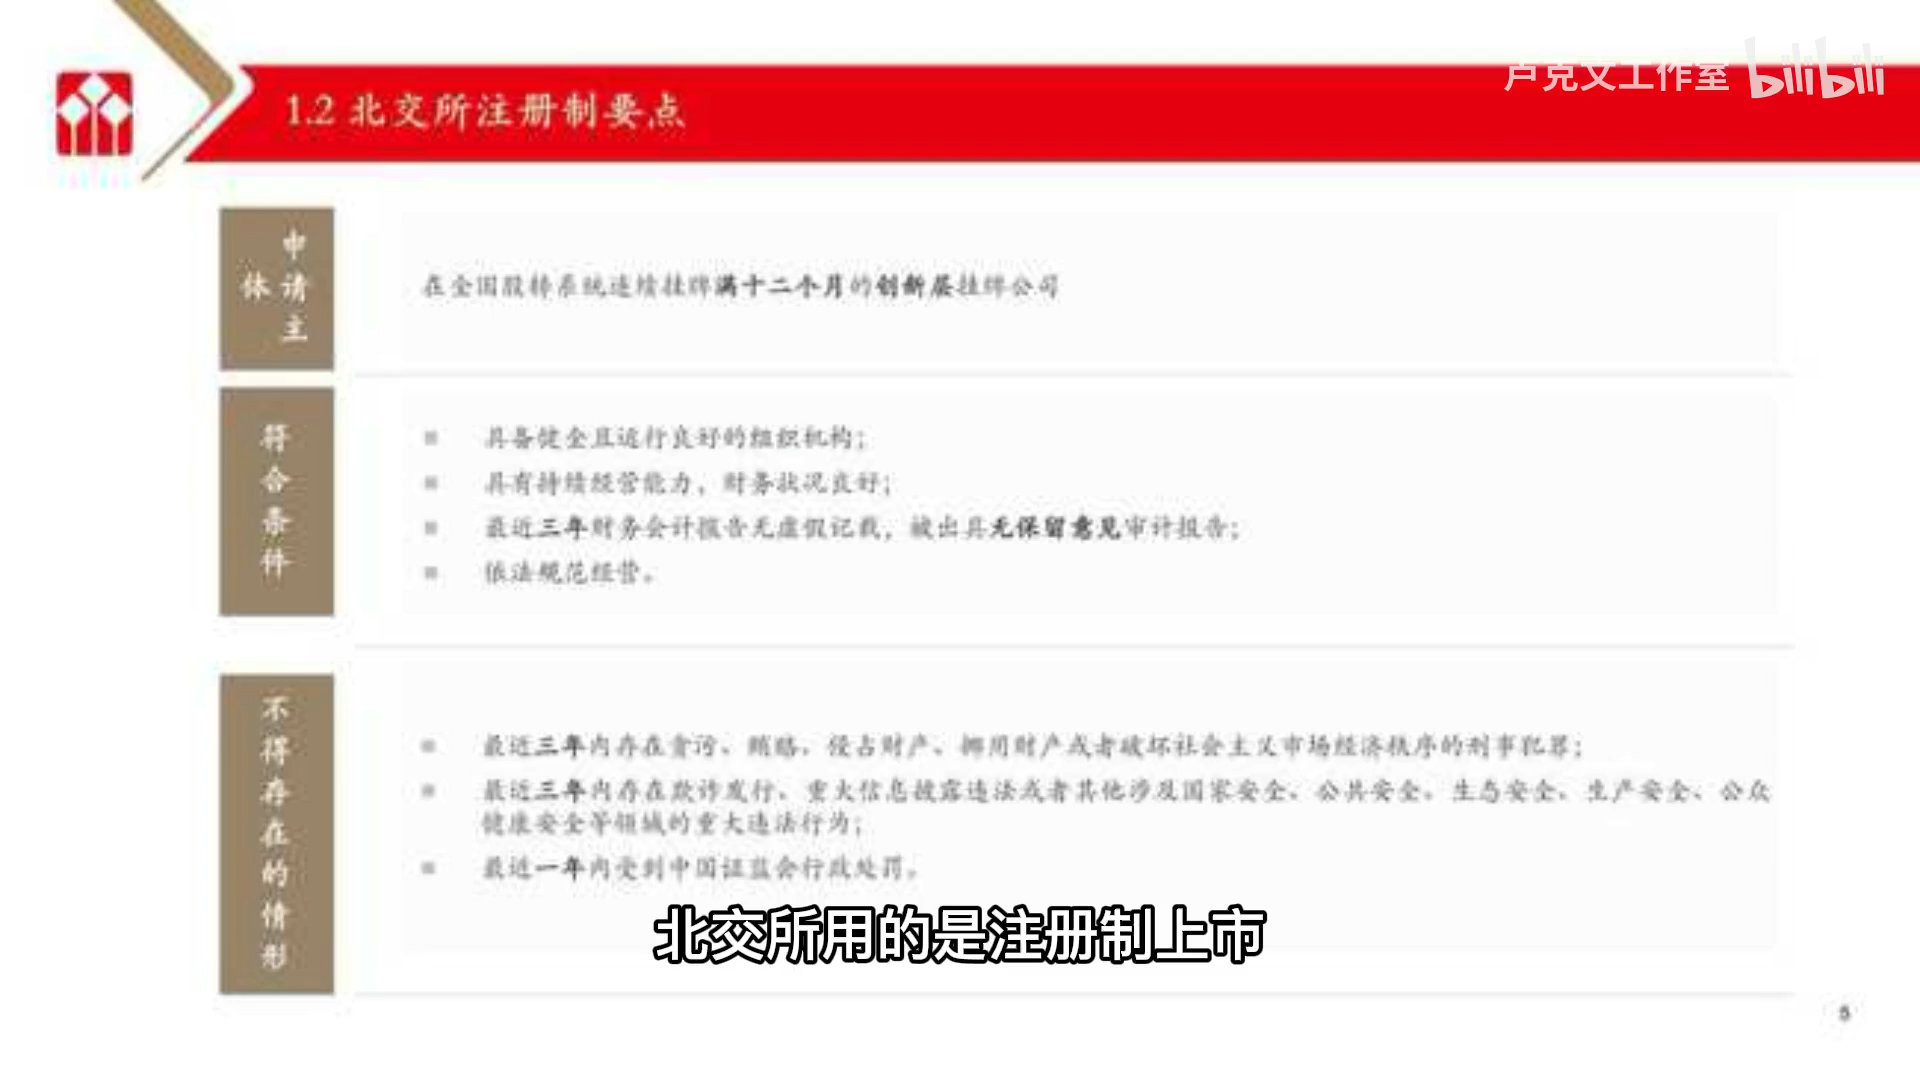 卢克文工作室 bilibili
1.2 北交所注册制要点
申请主体
在全国股转系统连续挂牌满十二个月的创新层挂牌公司
符合条件
具备健全且运行良好的组织机构；
具有持续经营能力，财务状况良好；
最近三年财务会计报告无虚假记载，被出具无保留意见审计报告；
依法规范经营。
不得存在的情形
最近三年内存在贪污、贿赂、侵占财产、挪用财产或者破坏社会主义市场经济秩序的刑事犯罪；
最近三年内存在欺诈发行、重大信息披露违法或者其他涉及国家安全、公共安全、生态安全、生产安全、公众
健康安全等领域的重大违法行为；
最近一年内受到中国证监会行政处罚。
北交所用的是注册制上市
5